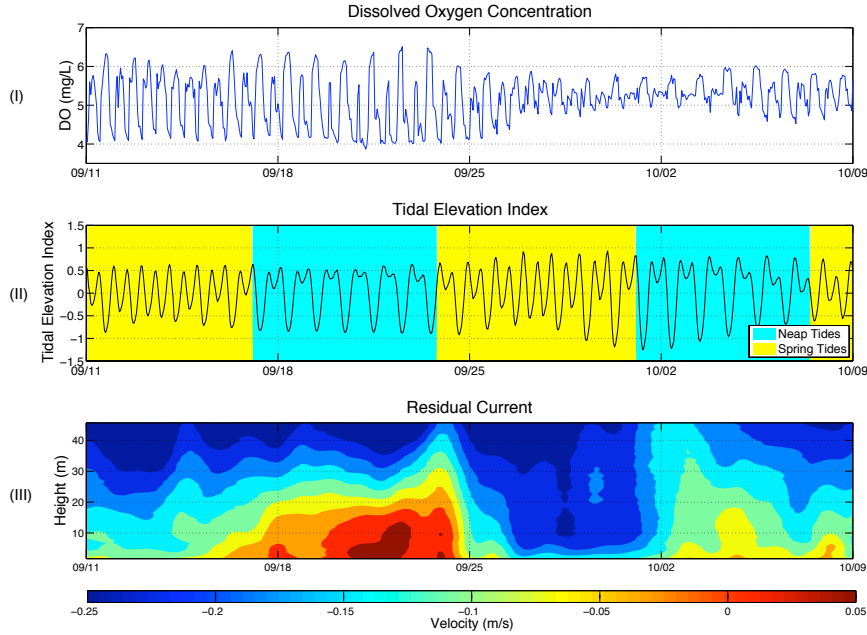 Dissolved Oxygen Concentration
(I)
DO (mg/L)
7
6
5
4
09/11 09/18 09/25 10/02 10/09
Tidal Elevation Index
(II)
Tidal Elevation Index
1.5
1
0.5
0
−0.5
−1
−1.5
Neap Tides
Spring Tides
09/11 09/18 09/25 10/02 10/09
Residual Current
(III)
Height (m)
40
30
20
10
09/11 09/18 09/25 10/02 10/09
−0.25 −0.2 −0.15 −0.1 −0.05 0 0.05
Velocity (m/s)